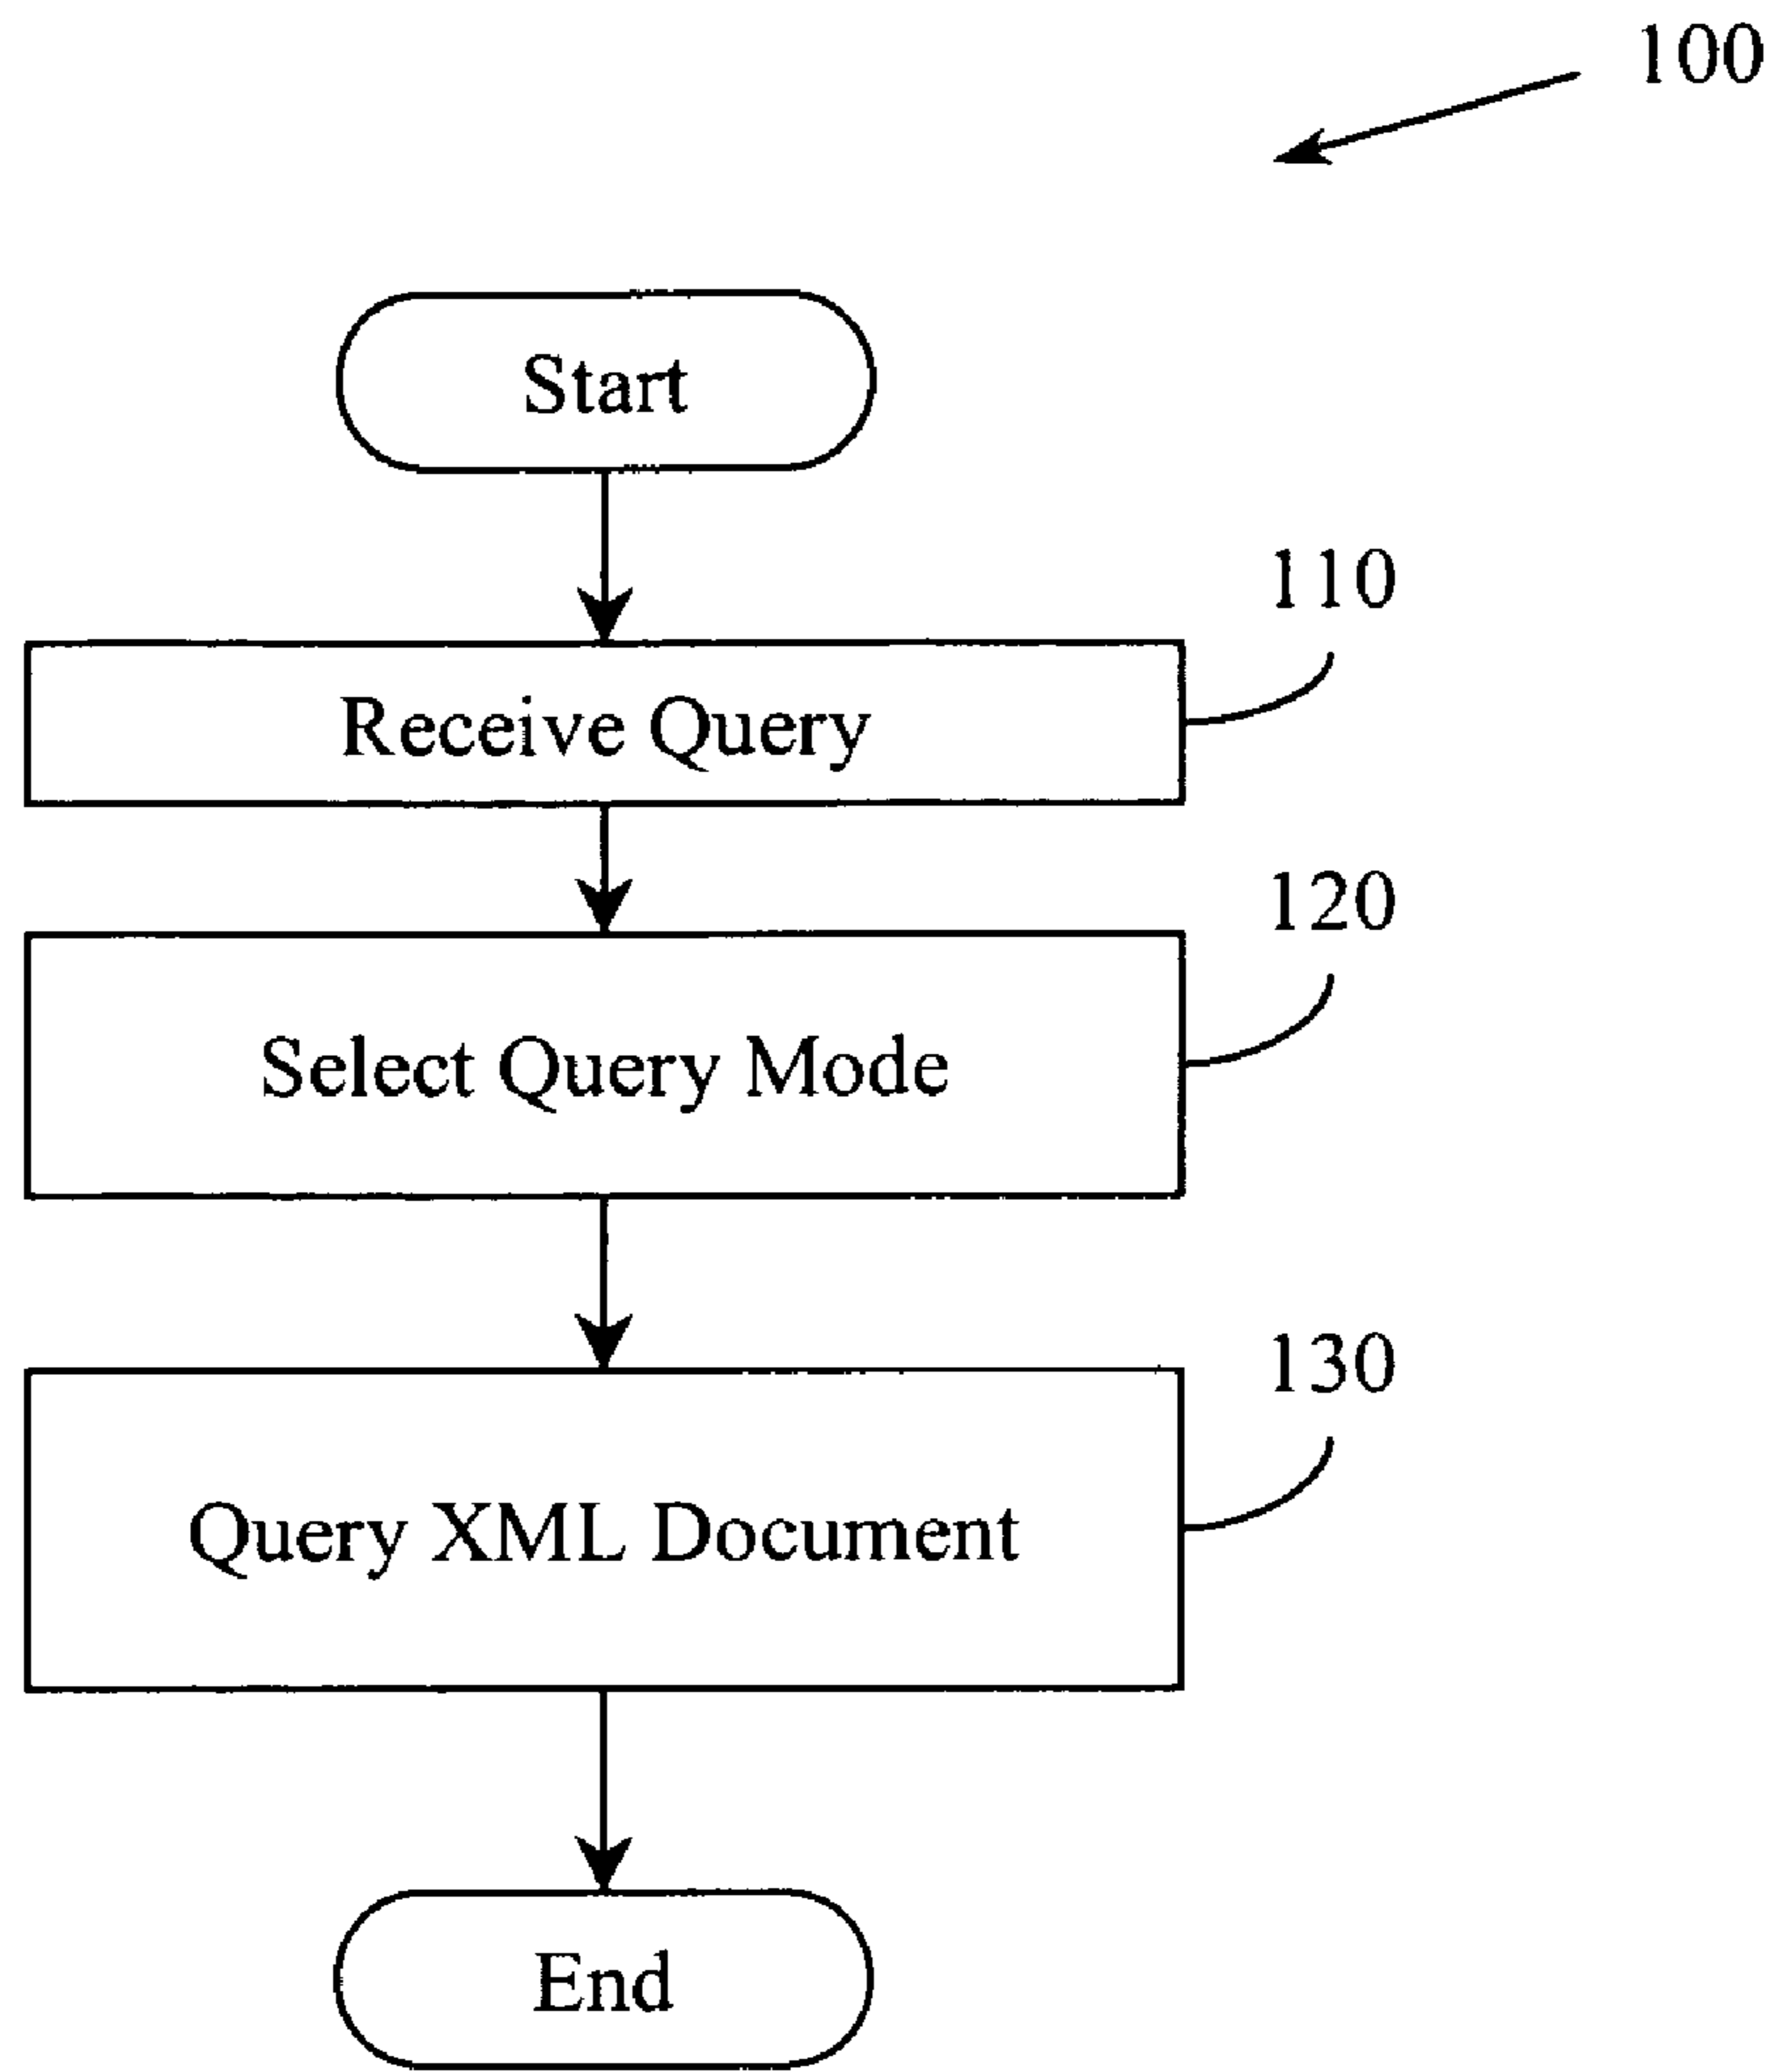 100
Start
110
Receive Query
120
Select Query Mode
130
Query XML Document
End